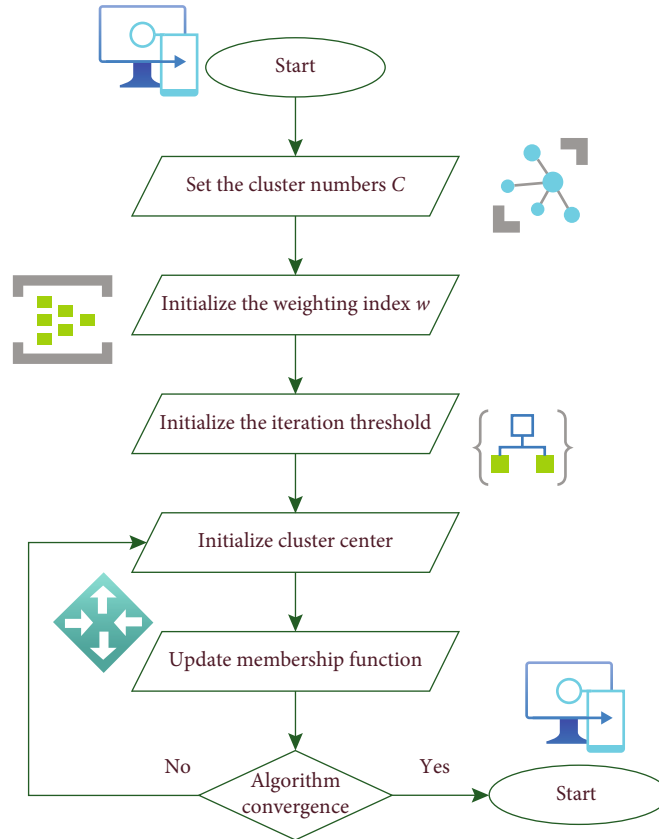 Start
Set the cluster numbers C
Initialize the weighting index w
Initialize the iteration threshold
Initialize cluster center
Update membership function
No
Algorithm
convergence
Yes
Start